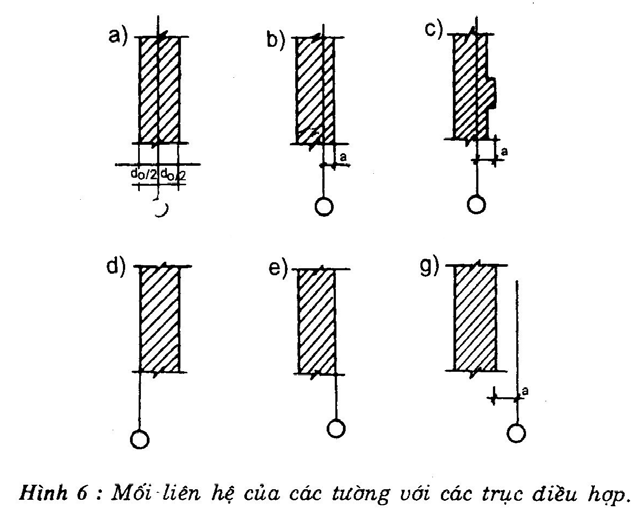 a)
b)
c)
a
a
d₀/2 d₀/2
d)
e)
g)
a
Hình 6 : Mối liên hệ của các tường với các trục điều hợp.